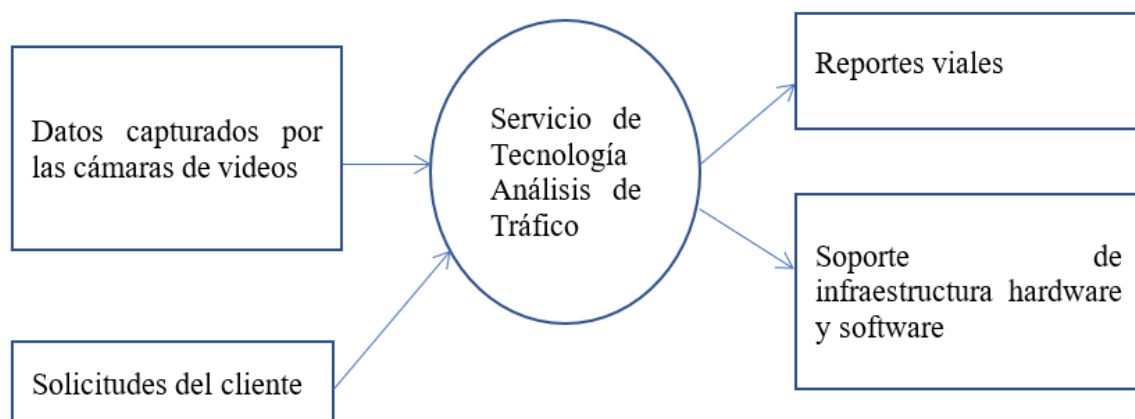 Datos capturados por
las cámaras de videos
Solicitudes del cliente
Servicio de
Tecnología
Análisis de
Tráfico
Reportes viales
Soporte de
infraestructura hardware
y software